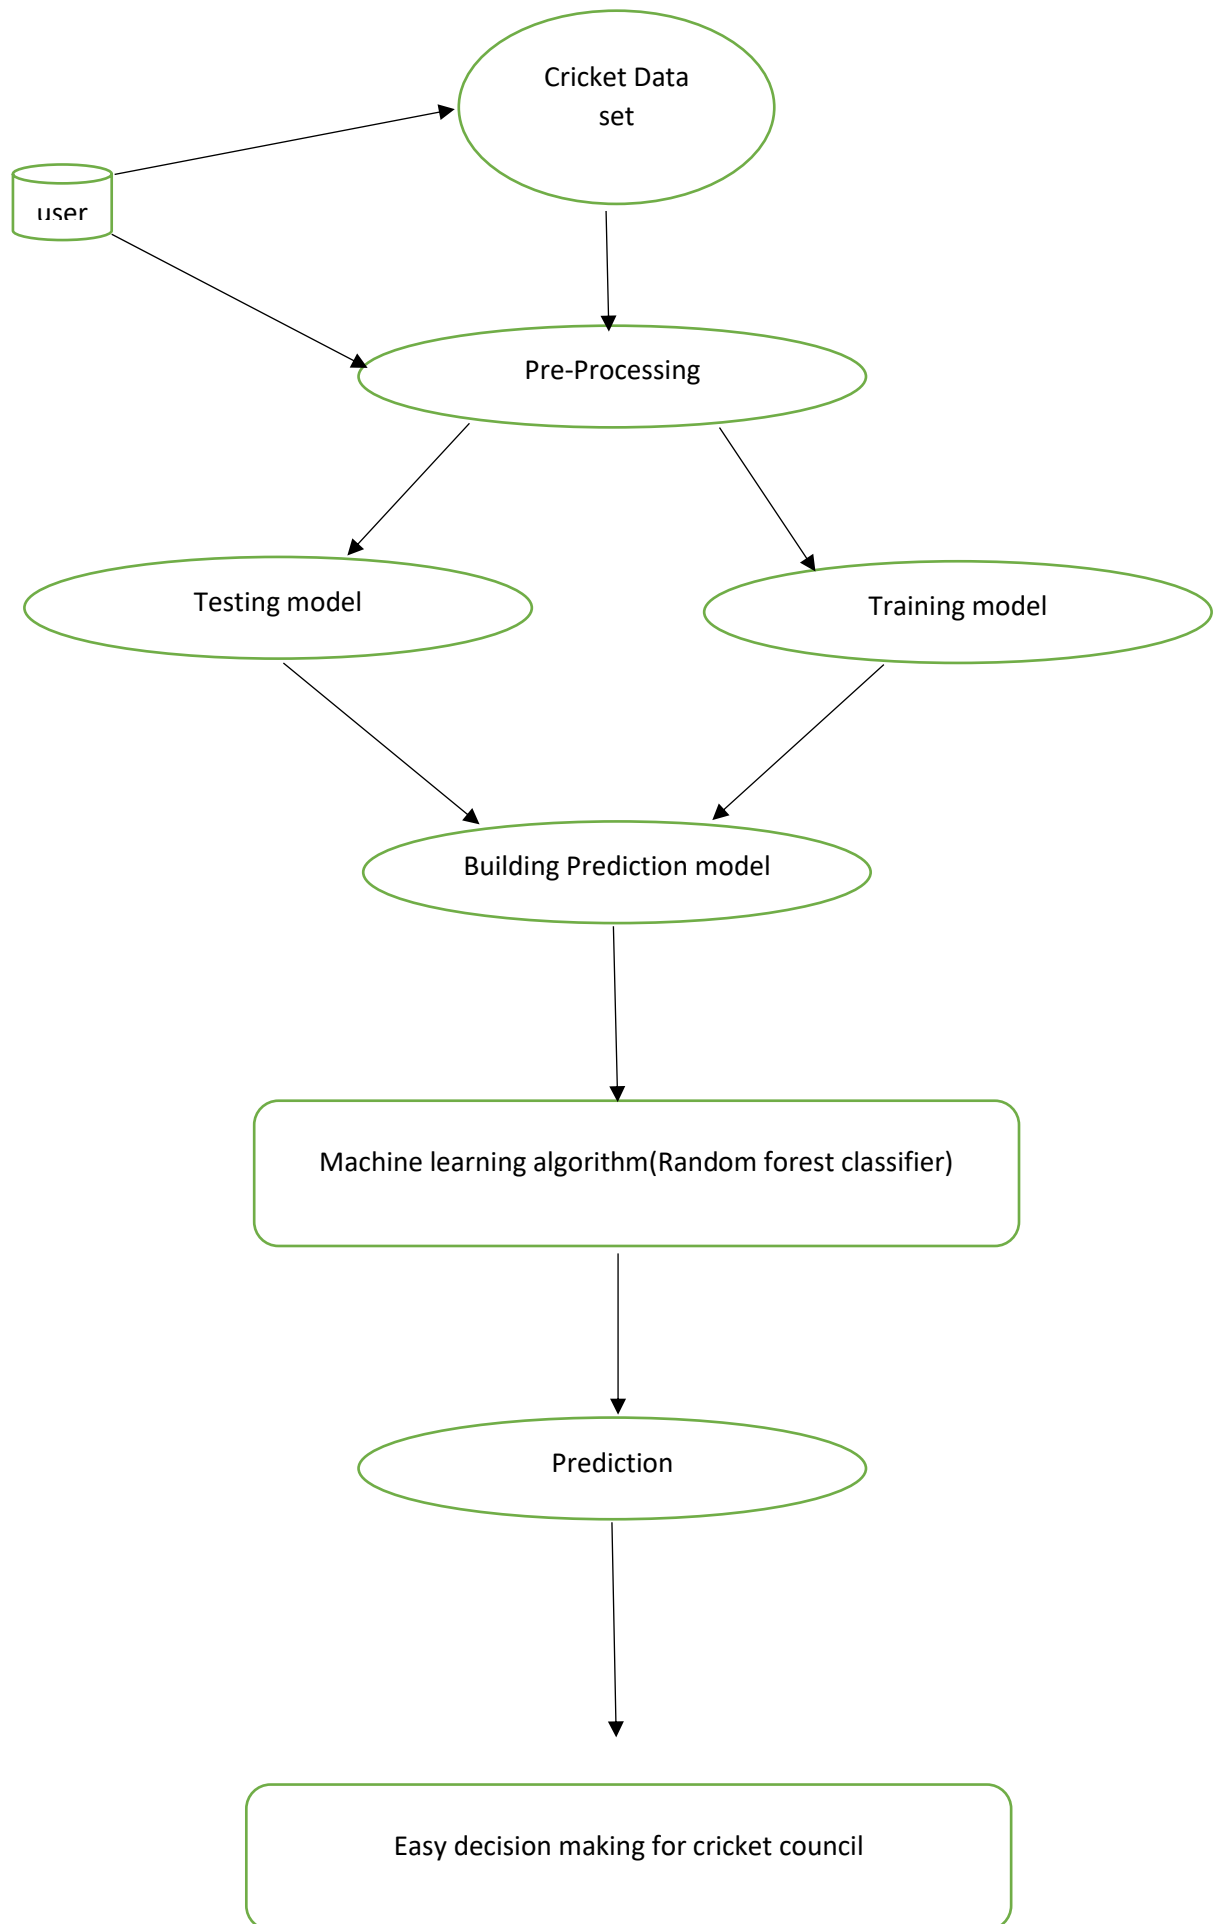 Cricket Data
set
user
Pre-Processing
Testing model
Training model
Building Prediction model
Machine learning algorithm(Random forest classifier)
Prediction
Easy decision making for cricket council